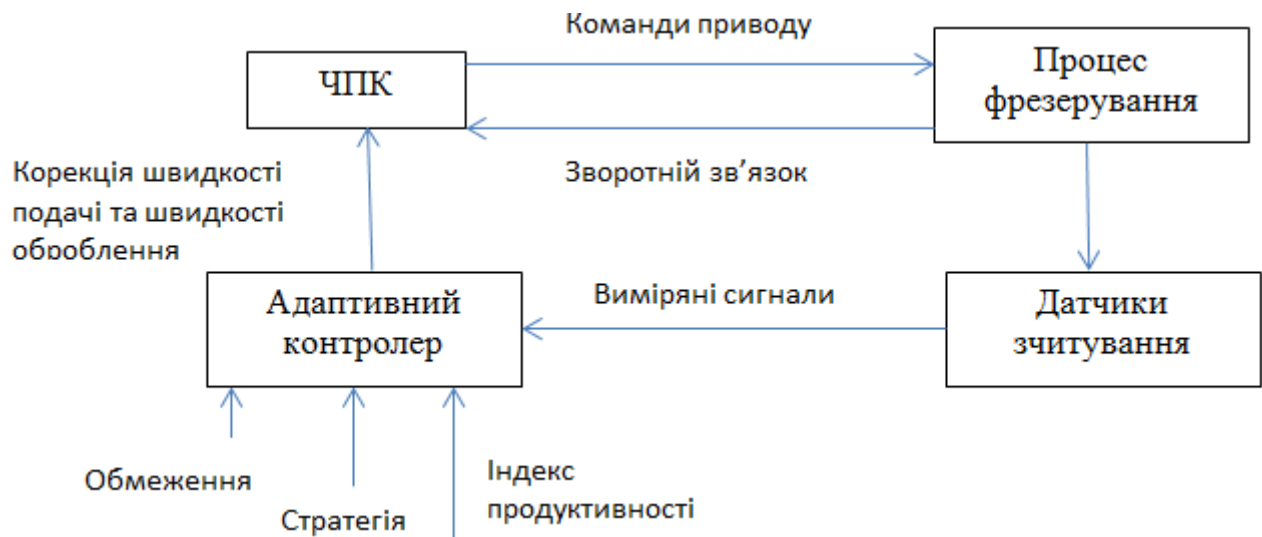 Команди приводу
ЧПК
Процес
фрезерування
Зворотній зв’язок
Корекція швидкості
подачі та швидкості
оброблення
Адаптивний
контролер
Виміряні сигнали
Датчики
зчитування
Обмеження
Стратегія
Індекс
продуктивності